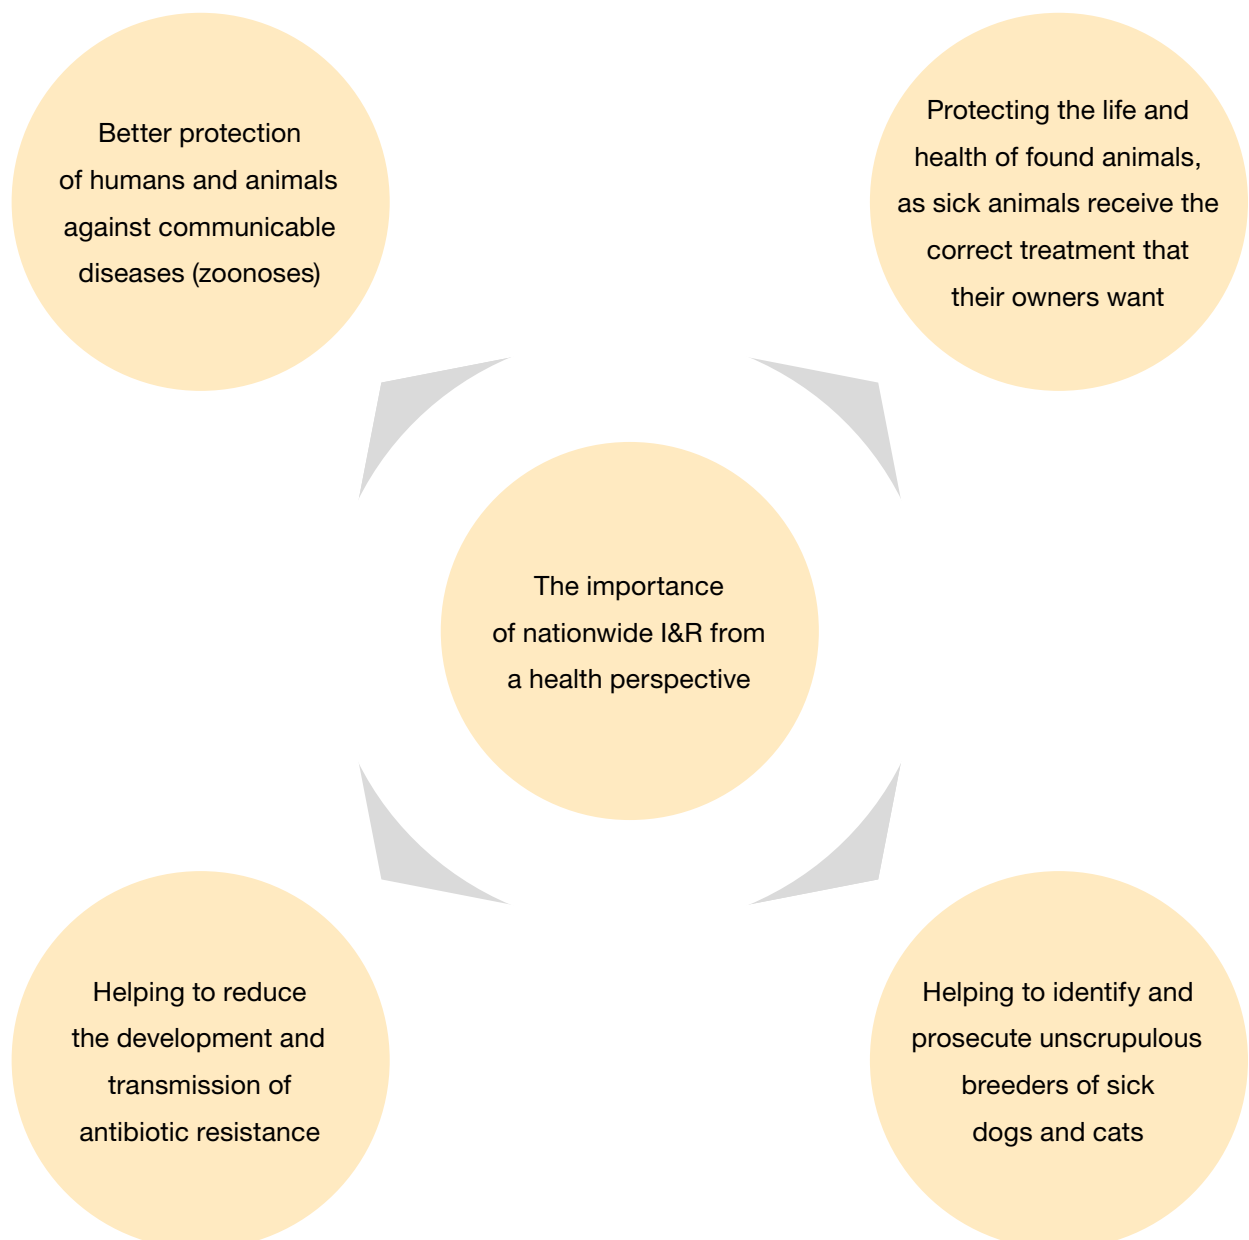 Better protection
of humans and animals
against communicable
diseases (zoonoses)
Protecting the life and
health of found animals,
as sick animals receive the
correct treatment that
their owners want
The importance
of nationwide I&R from
a health perspective
Helping to reduce
the development and
transmission of
antibiotic resistance
Helping to identify and
prosecute unscrupulous
breeders of sick
dogs and cats